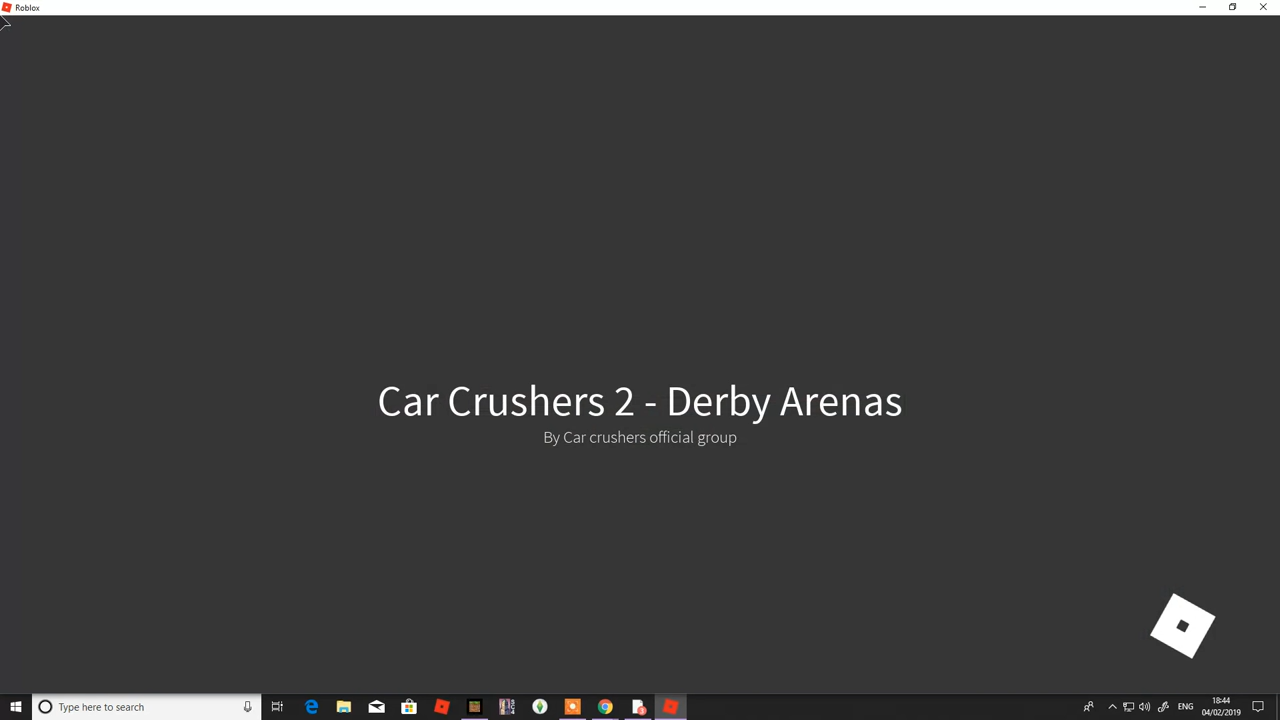 Roblox
Car Crushers 2 - Derby Arenas
By Car crushers official group
Type here to search
ENG
18:44
04/02/2019